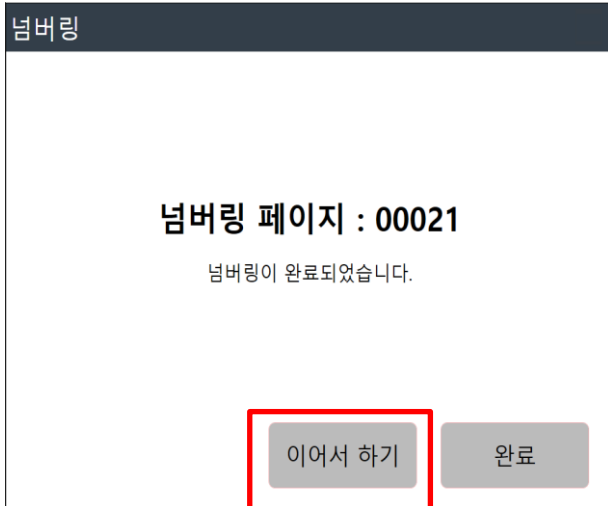 넘버링
넘버링 페이지 : 00021
넘버링이 완료되었습니다.
이어서 하기
완료